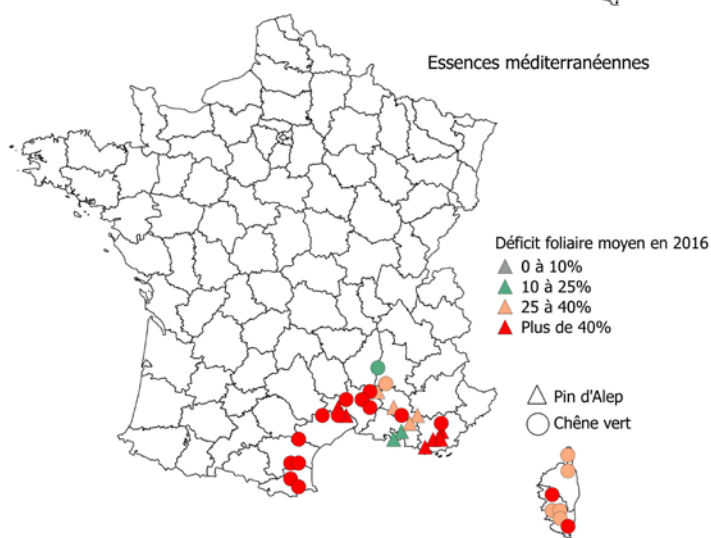 Essences méditerranéennes
Déficit foliaire moyen en 2016
0 à 10%
10 à 25%
25 à 40%
Plus de 40%
Pin d'Alep
Chêne vert